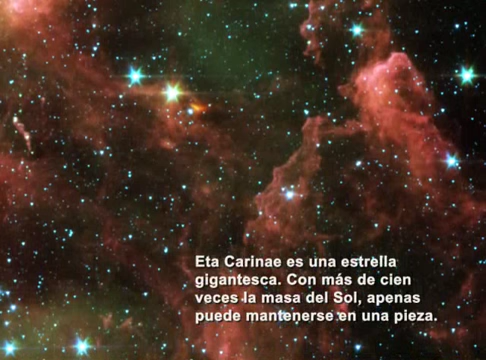 Eta Carinae es una estrella
gigantesca. Con más de cien
veces la masa del Sol, apenas
puede mantenerse en una pieza.